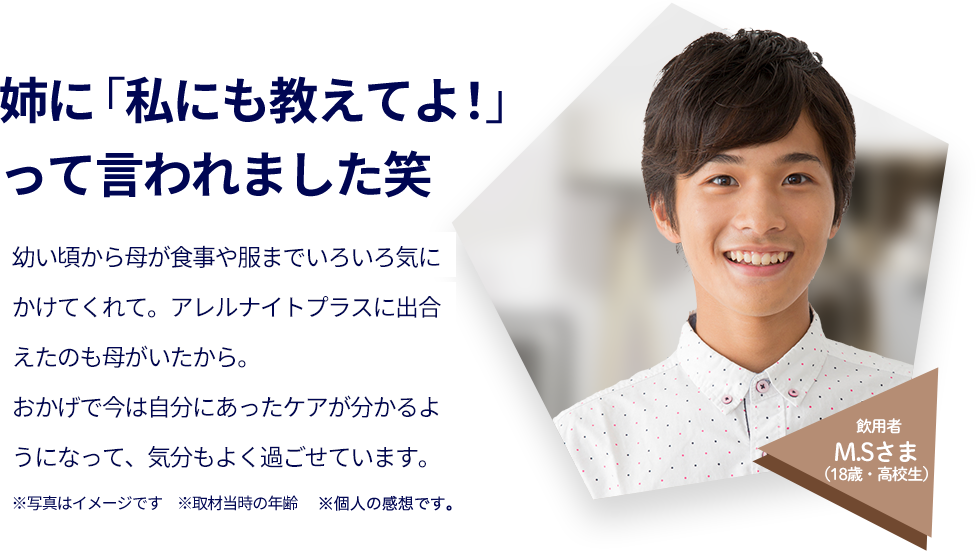 姉に「私にも教えてよ！」
って言われました笑
幼い頃から母が食事や服までいろいろ気に
かけてくれて。アレルナイトプラスに出合
えたのも母がいたから。
おかげで今は自分にあったケアが分かるよ
うになって、気分もよく過ごせています。
※写真はイメージです　※取材当時の年齢　※個人の感想です。
飲用者
M.Sさま
（18歳・高校生）